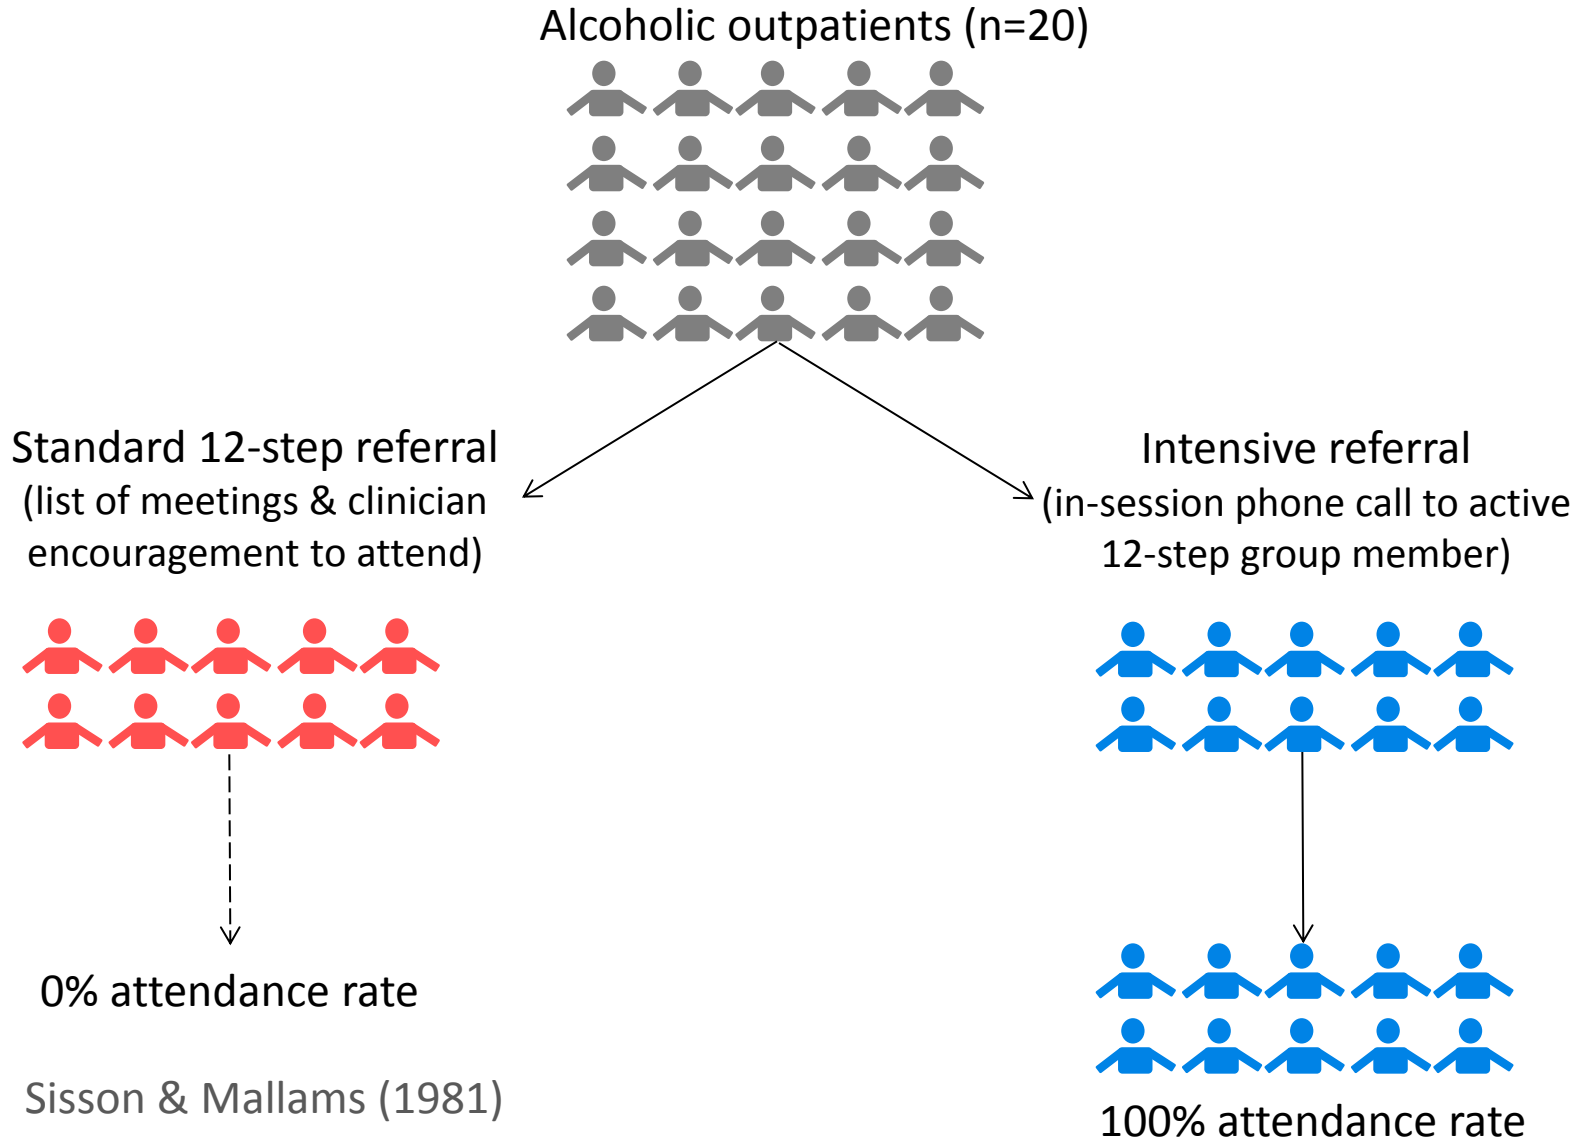 Alcoholic outpatients (n=20)
Standard 12-step referral
(list of meetings & clinician
encouragement to attend)
Intensive referral
(in-session phone call to active
12-step group member)
0% attendance rate
Sisson & Mallams (1981)
100% attendance rate